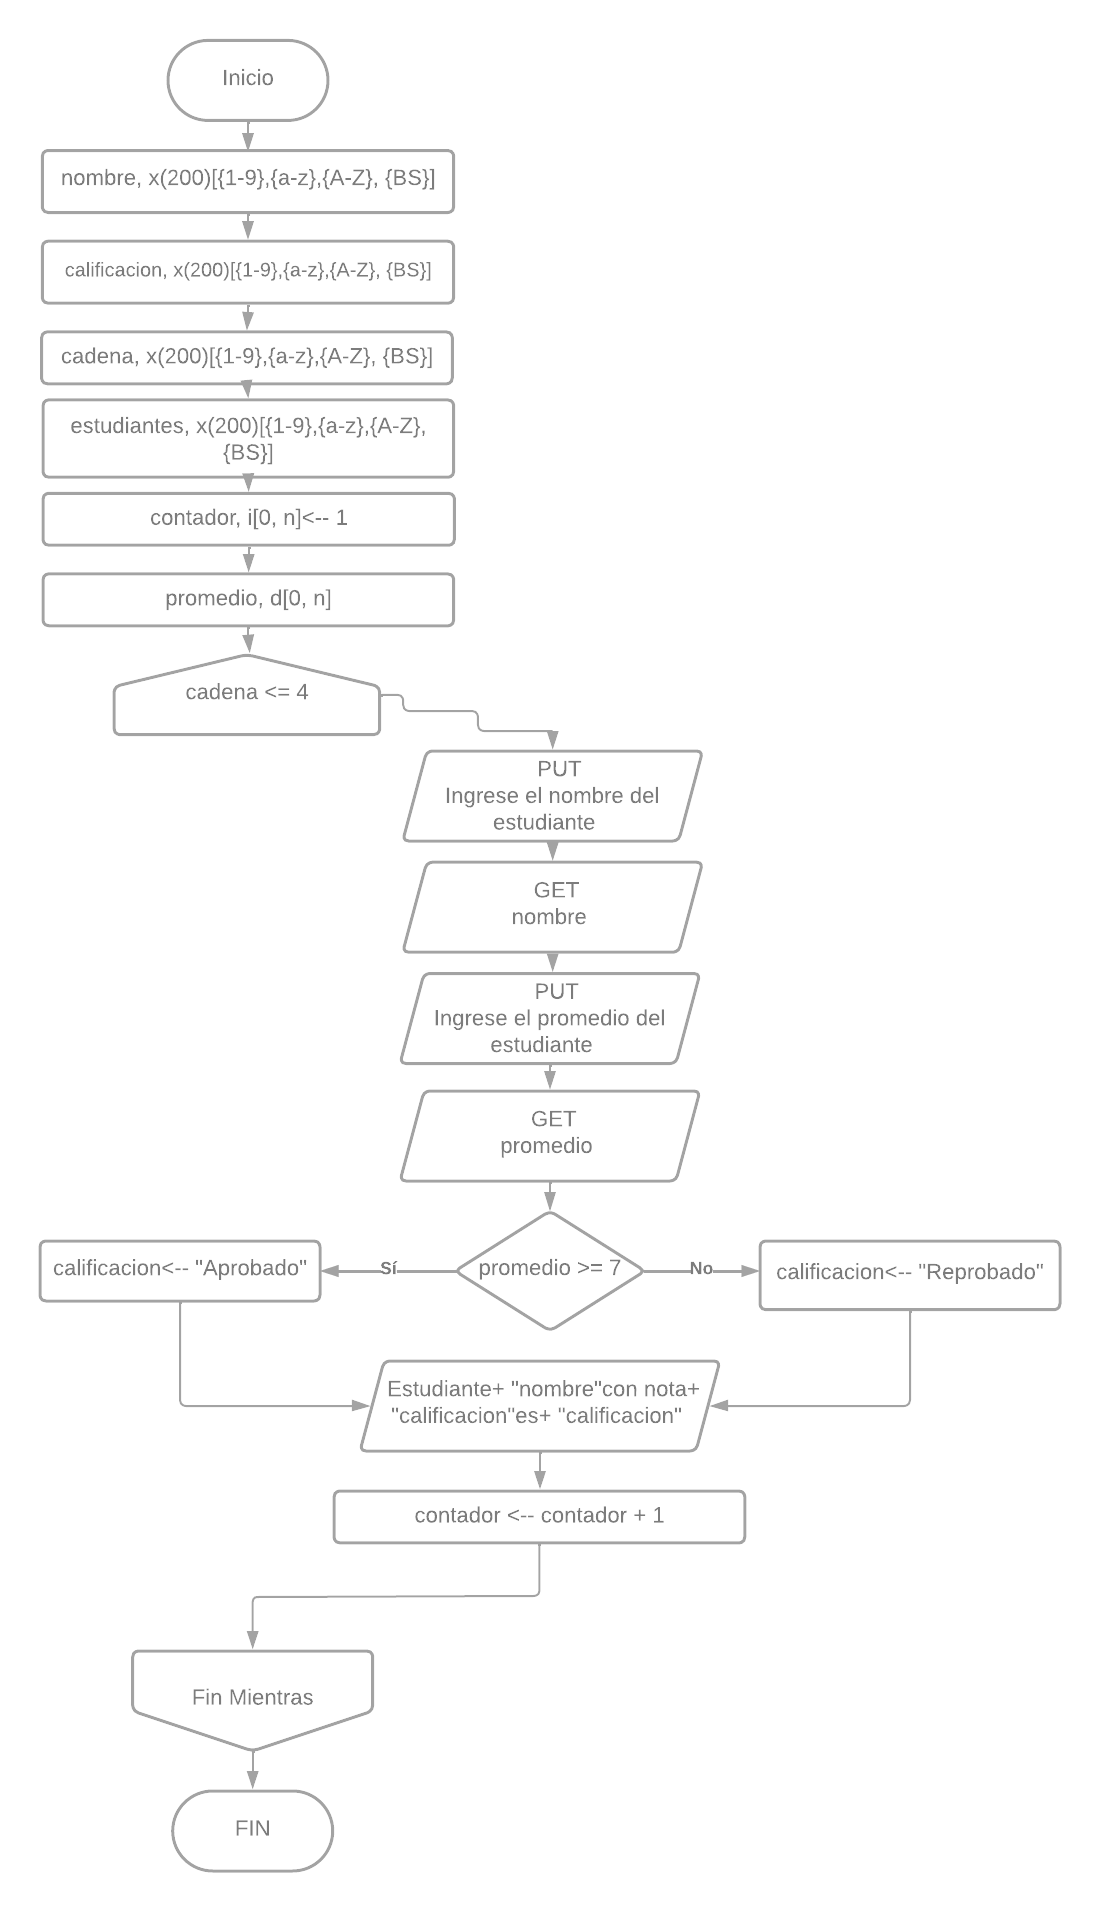 Inicio
nombre, x(200)[{1-9},{a-z},{A-Z}, {BS}]
calificacion, x(200)[{1-9},{a-z},{A-Z}, {BS}]
cadena, x(200)[{1-9},{a-z},{A-Z}, {BS}]
estudiantes, x(200)[{1-9},{a-z},{A-Z},
{BS}]
contador, i[0, n]<-- 1
promedio, d[0, n]
cadena <= 4
PUT
Ingrese el nombre del
estudiante
GET
nombre
PUT
Ingrese el promedio del
estudiante
GET
promedio
calificacion<-- "Aprobado"
Sí
promedio >= 7
No
calificacion<-- "Reprobado"
Estudiante+ "nombre"con nota+
"calificacion"es+ "calificacion"
contador <-- contador + 1
Fin Mientras
FIN